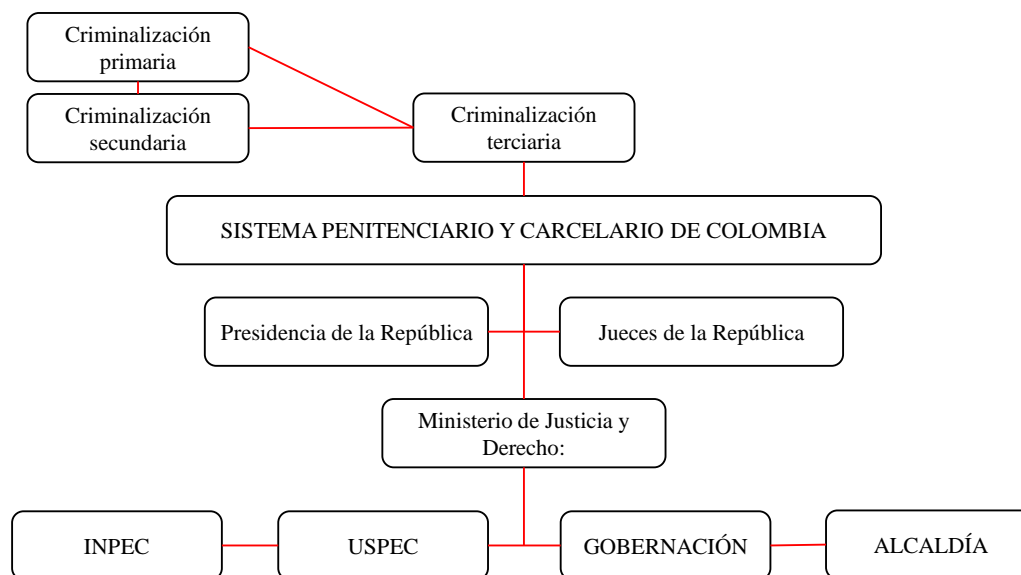 Criminalización
primaria
Criminalización
secundaria
Criminalización
terciaria
SISTEMA PENITENCIARIO Y CARCELARIO DE COLOMBIA
Presidencia de la República
Jueces de la República
Ministerio de Justicia y
Derecho:
INPEC
USPEC
GOBERNACIÓN
ALCALDÍA